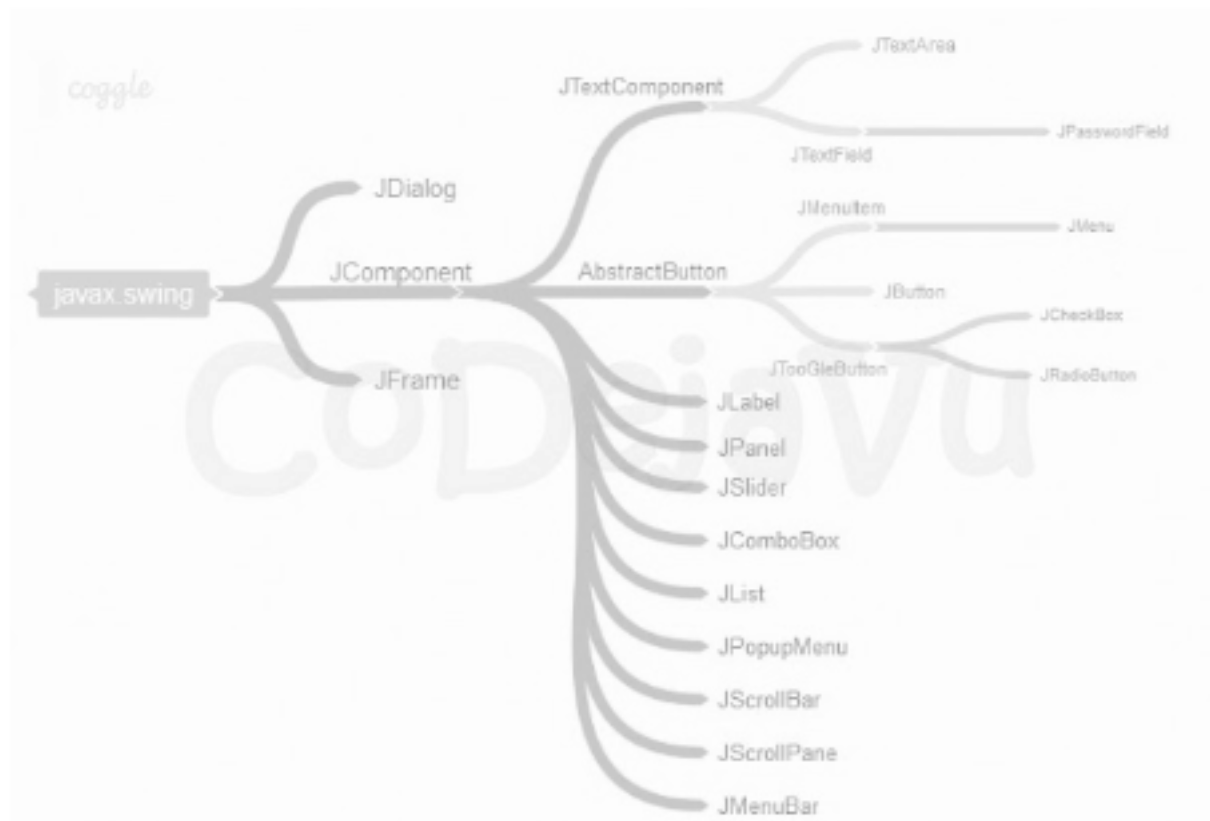 coggle
JTextArea
JTextComponent
JPasswordField
JTextField
JDialog
JMenuItem
JMenu
JComponent
AbstractButton
javax.swing
JButton
JCheckBox
JTooGleButton
JRadioButton
JFrame
JLabel
JPanel
JSlider
JComboBox
JList
JPopupMenu
JScrollBar
JScrollPane
JMenuBar
CoDejaVu